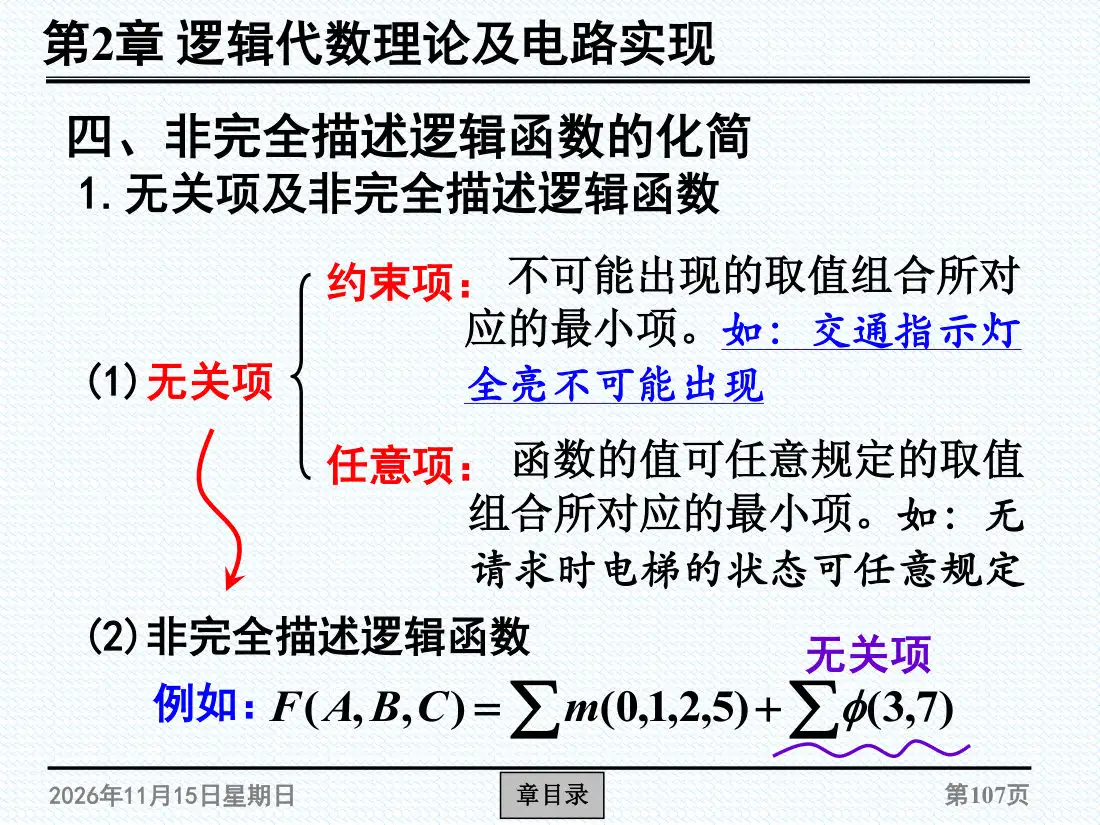 第2章 逻辑代数理论及电路实现
四、非完全描述逻辑函数的化简
1.无关项及非完全描述逻辑函数
(1)无关项
约束项：不可能出现的取值组合所对
应的最小项。如：交通指示灯
全亮不可能出现
任意项：函数的值可任意规定的取值
组合所对应的最小项。如：无
请求时电梯的状态可任意规定
(2)非完全描述逻辑函数
无关项
例如：F(A,B,C)=∑m(0,1,2,5)+∑ϕ(3,7)
2026年11月15日星期日
章目录
第107页